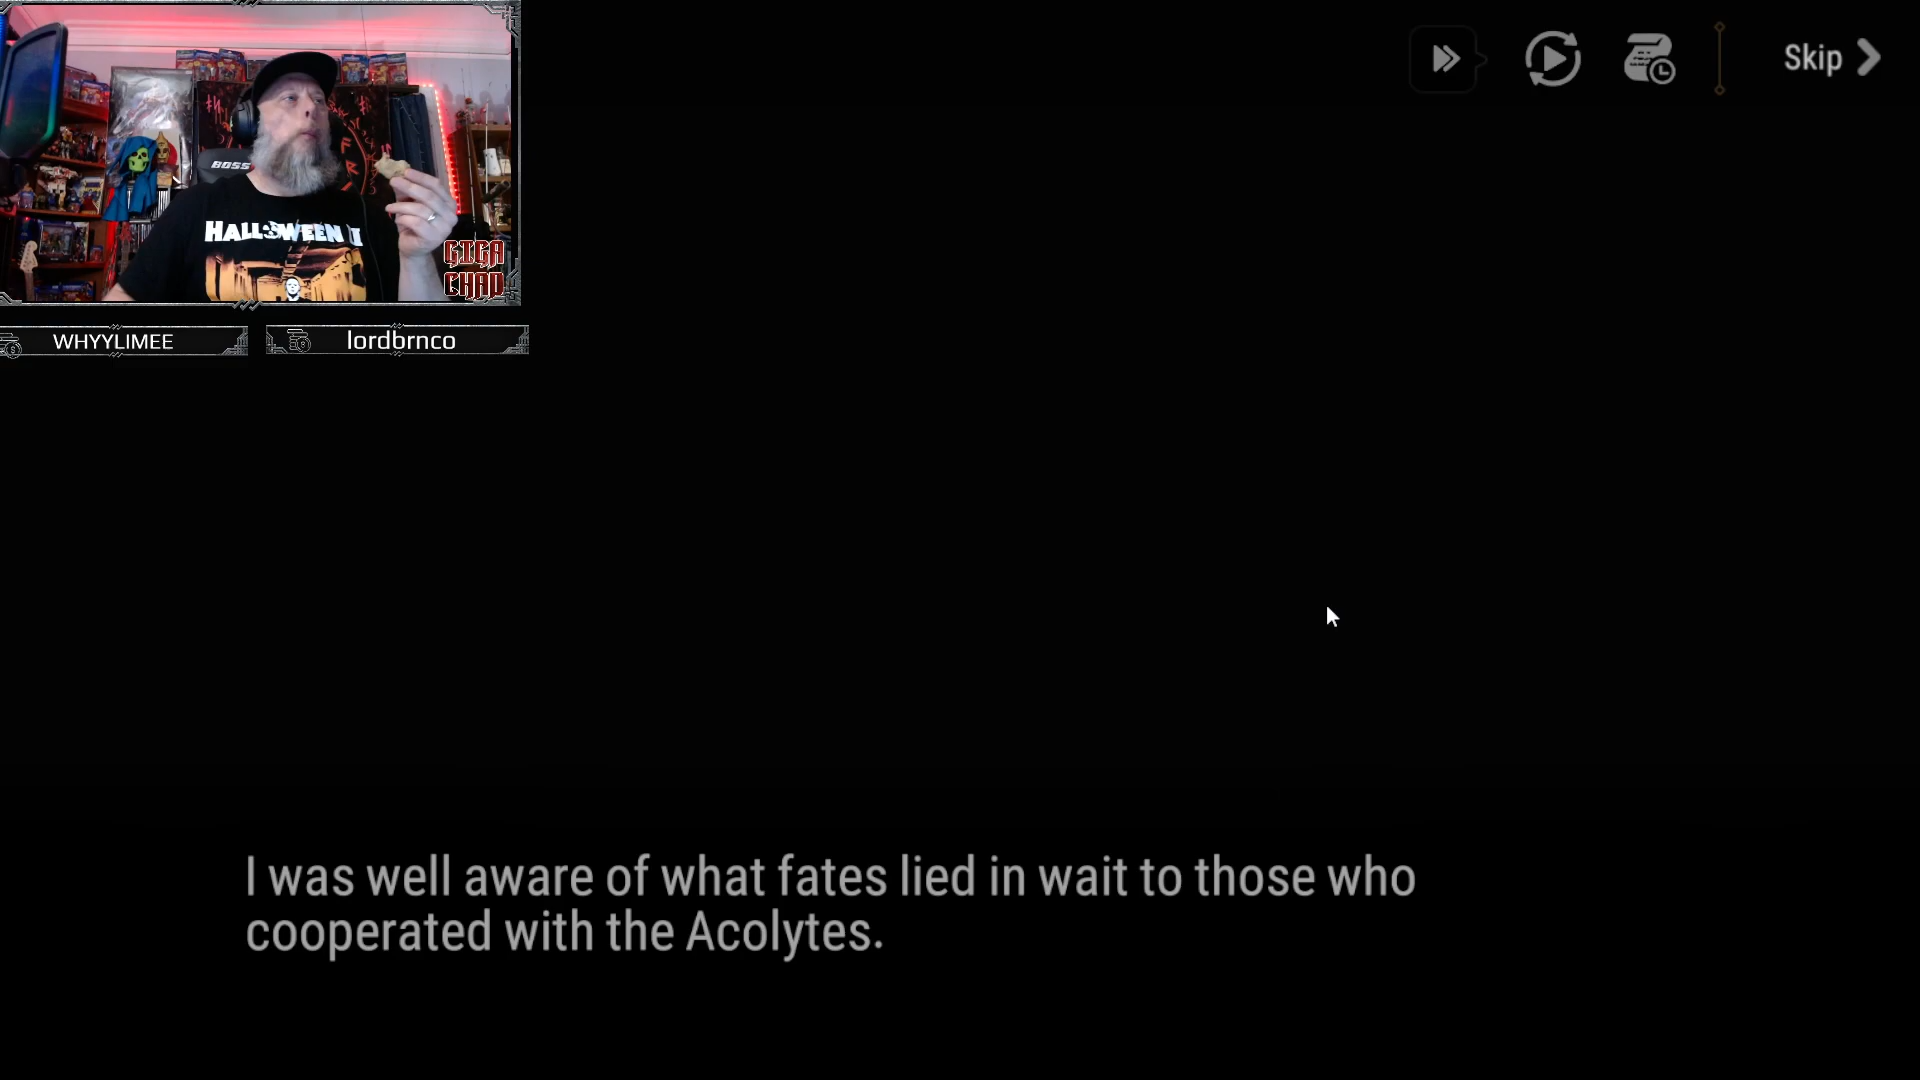 Skip
BOSS
HALLOWEEN II
GIGA
CHAD
WHYYLIMEE
lordbrnco
I was well aware of what fates lied in wait to those who
cooperated with the Acolytes.